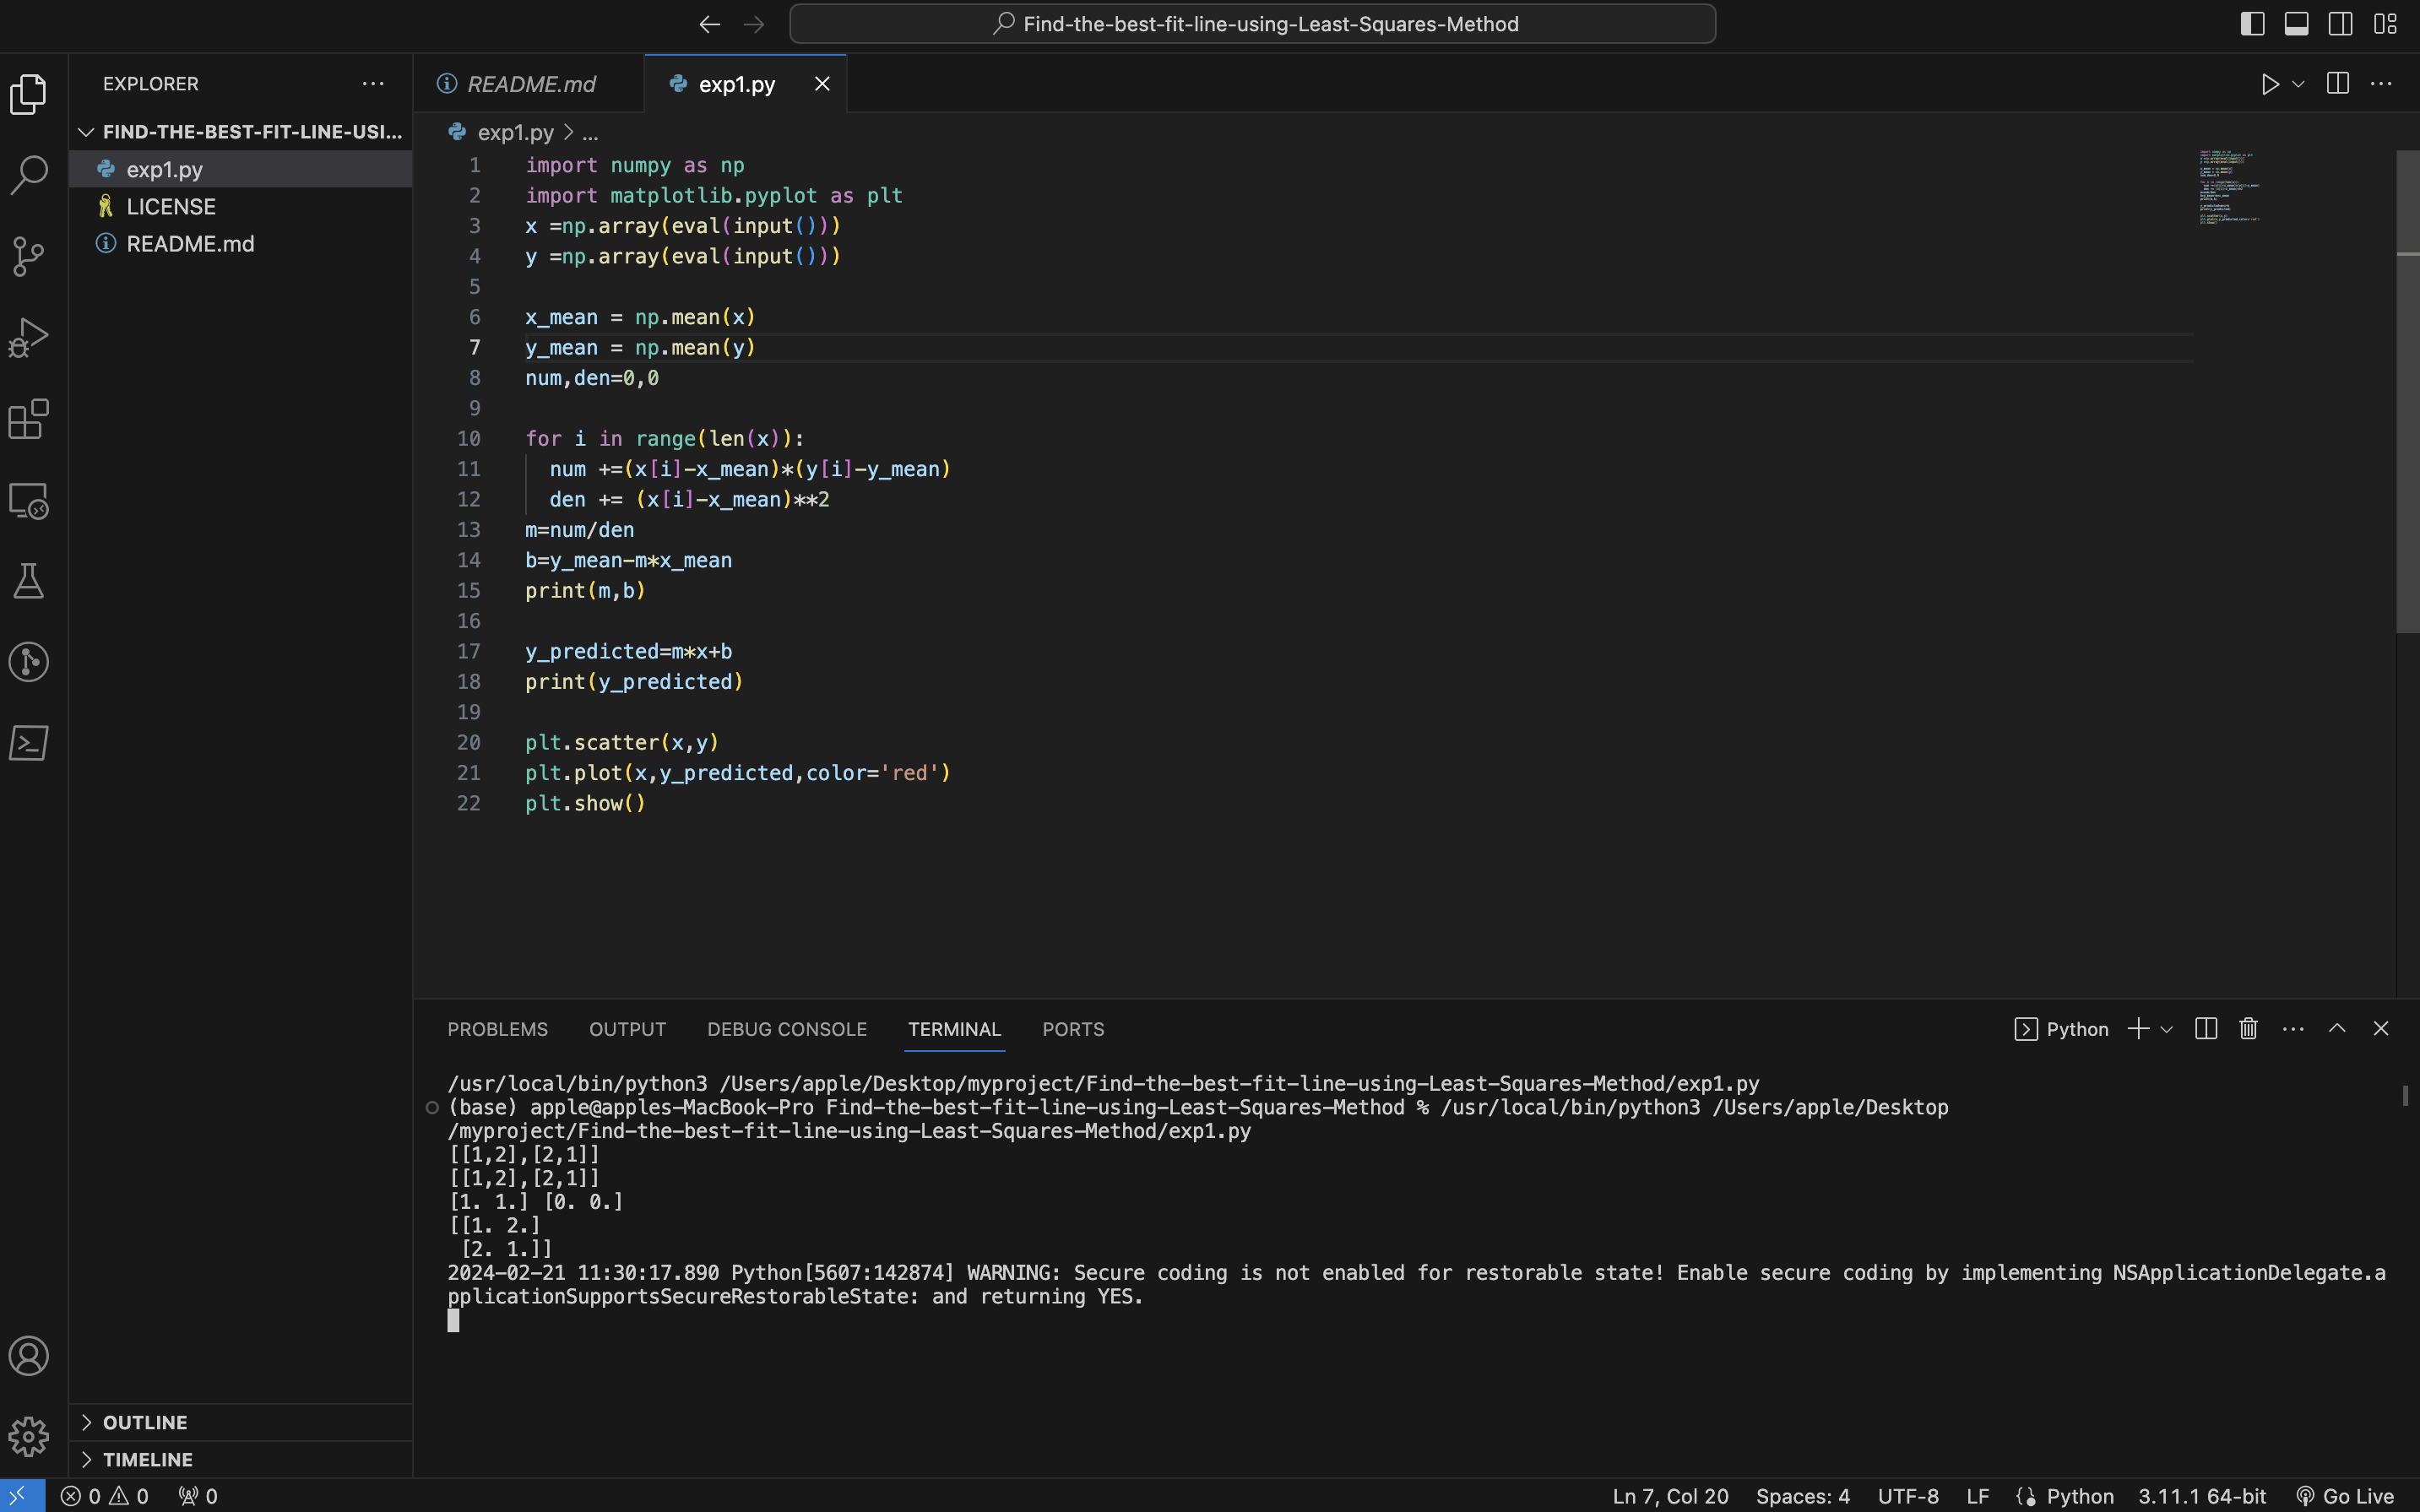 Find-the-best-fit-line-using-Least-Squares-Method
EXPLORER
FIND-THE-BEST-FIT-LINE-USI...
exp1.py
LICENSE
README.md
OUTLINE
TIMELINE
README.md
exp1.py
exp1.py > ...
1 import numpy as np
2 import matplotlib.pyplot as plt
3 x =np.array(eval(input()))
4 y =np.array(eval(input()))
5
6 x_mean = np.mean(x)
7 y_mean = np.mean(y)
8 num,den=0,0
9
10 for i in range(len(x)):
11   num +=(x[i]-x_mean)*(y[i]-y_mean)
12   den += (x[i]-x_mean)**2
13 m=num/den
14 b=y_mean-m*x_mean
15 print(m,b)
16
17 y_predicted=m*x+b
18 print(y_predicted)
19
20 plt.scatter(x,y)
21 plt.plot(x,y_predicted,color='red')
22 plt.show()
PROBLEMS OUTPUT DEBUG CONSOLE TERMINAL PORTS
Python
/usr/local/bin/python3 /Users/apple/Desktop/myproject/Find-the-best-fit-line-using-Least-Squares-Method/exp1.py
(base) apple@apples-MacBook-Pro Find-the-best-fit-line-using-Least-Squares-Method % /usr/local/bin/python3 /Users/apple/Desktop
/myproject/Find-the-best-fit-line-using-Least-Squares-Method/exp1.py
[[1,2],[2,1]]
[[1,2],[2,1]]
[1. 1.] [0. 0.]
[[1. 2.]
 [2. 1.]]
2024-02-21 11:30:17.890 Python[5607:142874] WARNING: Secure coding is not enabled for restorable state! Enable secure coding by implementing NSApplicationDelegate.a
pplicationSupportsSecureRestorableState: and returning YES.
0 0 0 Ln 7, Col 20 Spaces: 4 UTF-8 LF Python 3.11.1 64-bit Go Live